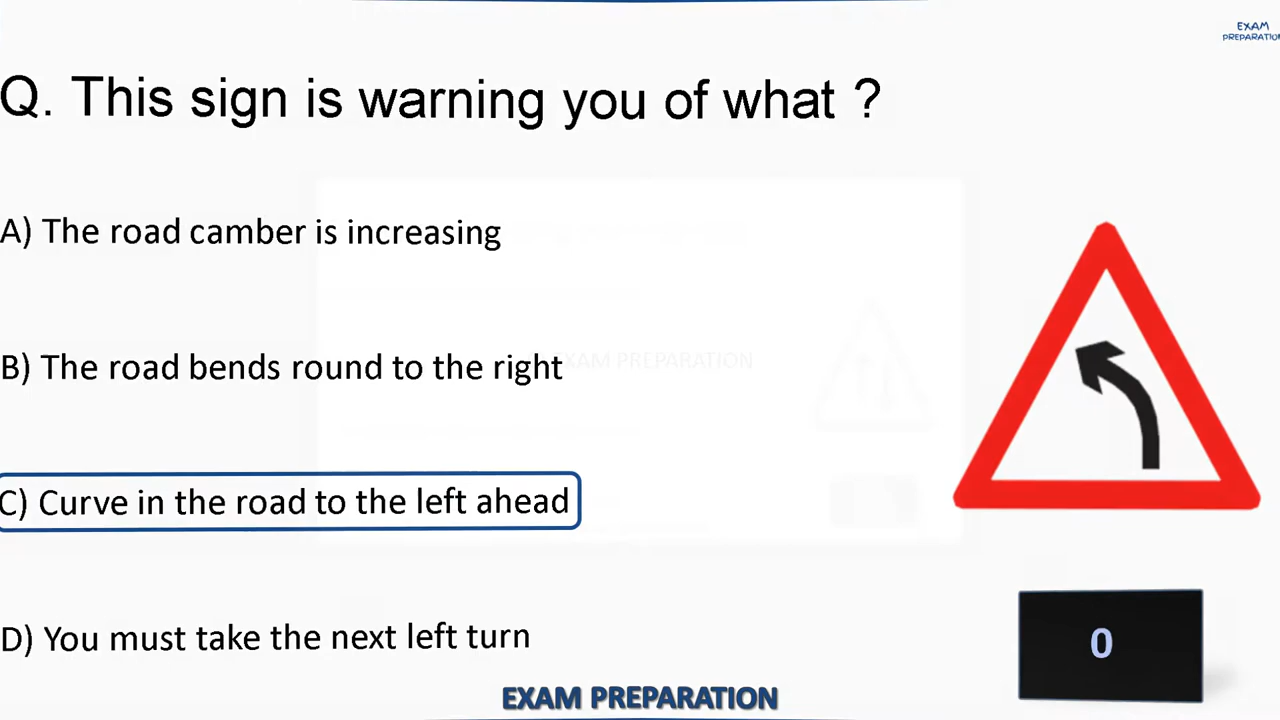 EXAM
PREPARATION
Q. This sign is warning you of what ?
A) The road camber is increasing
B) The road bends round to the right
EXAM PREPARATION
C) Curve in the road to the left ahead
D) You must take the next left turn
0
EXAM PREPARATION